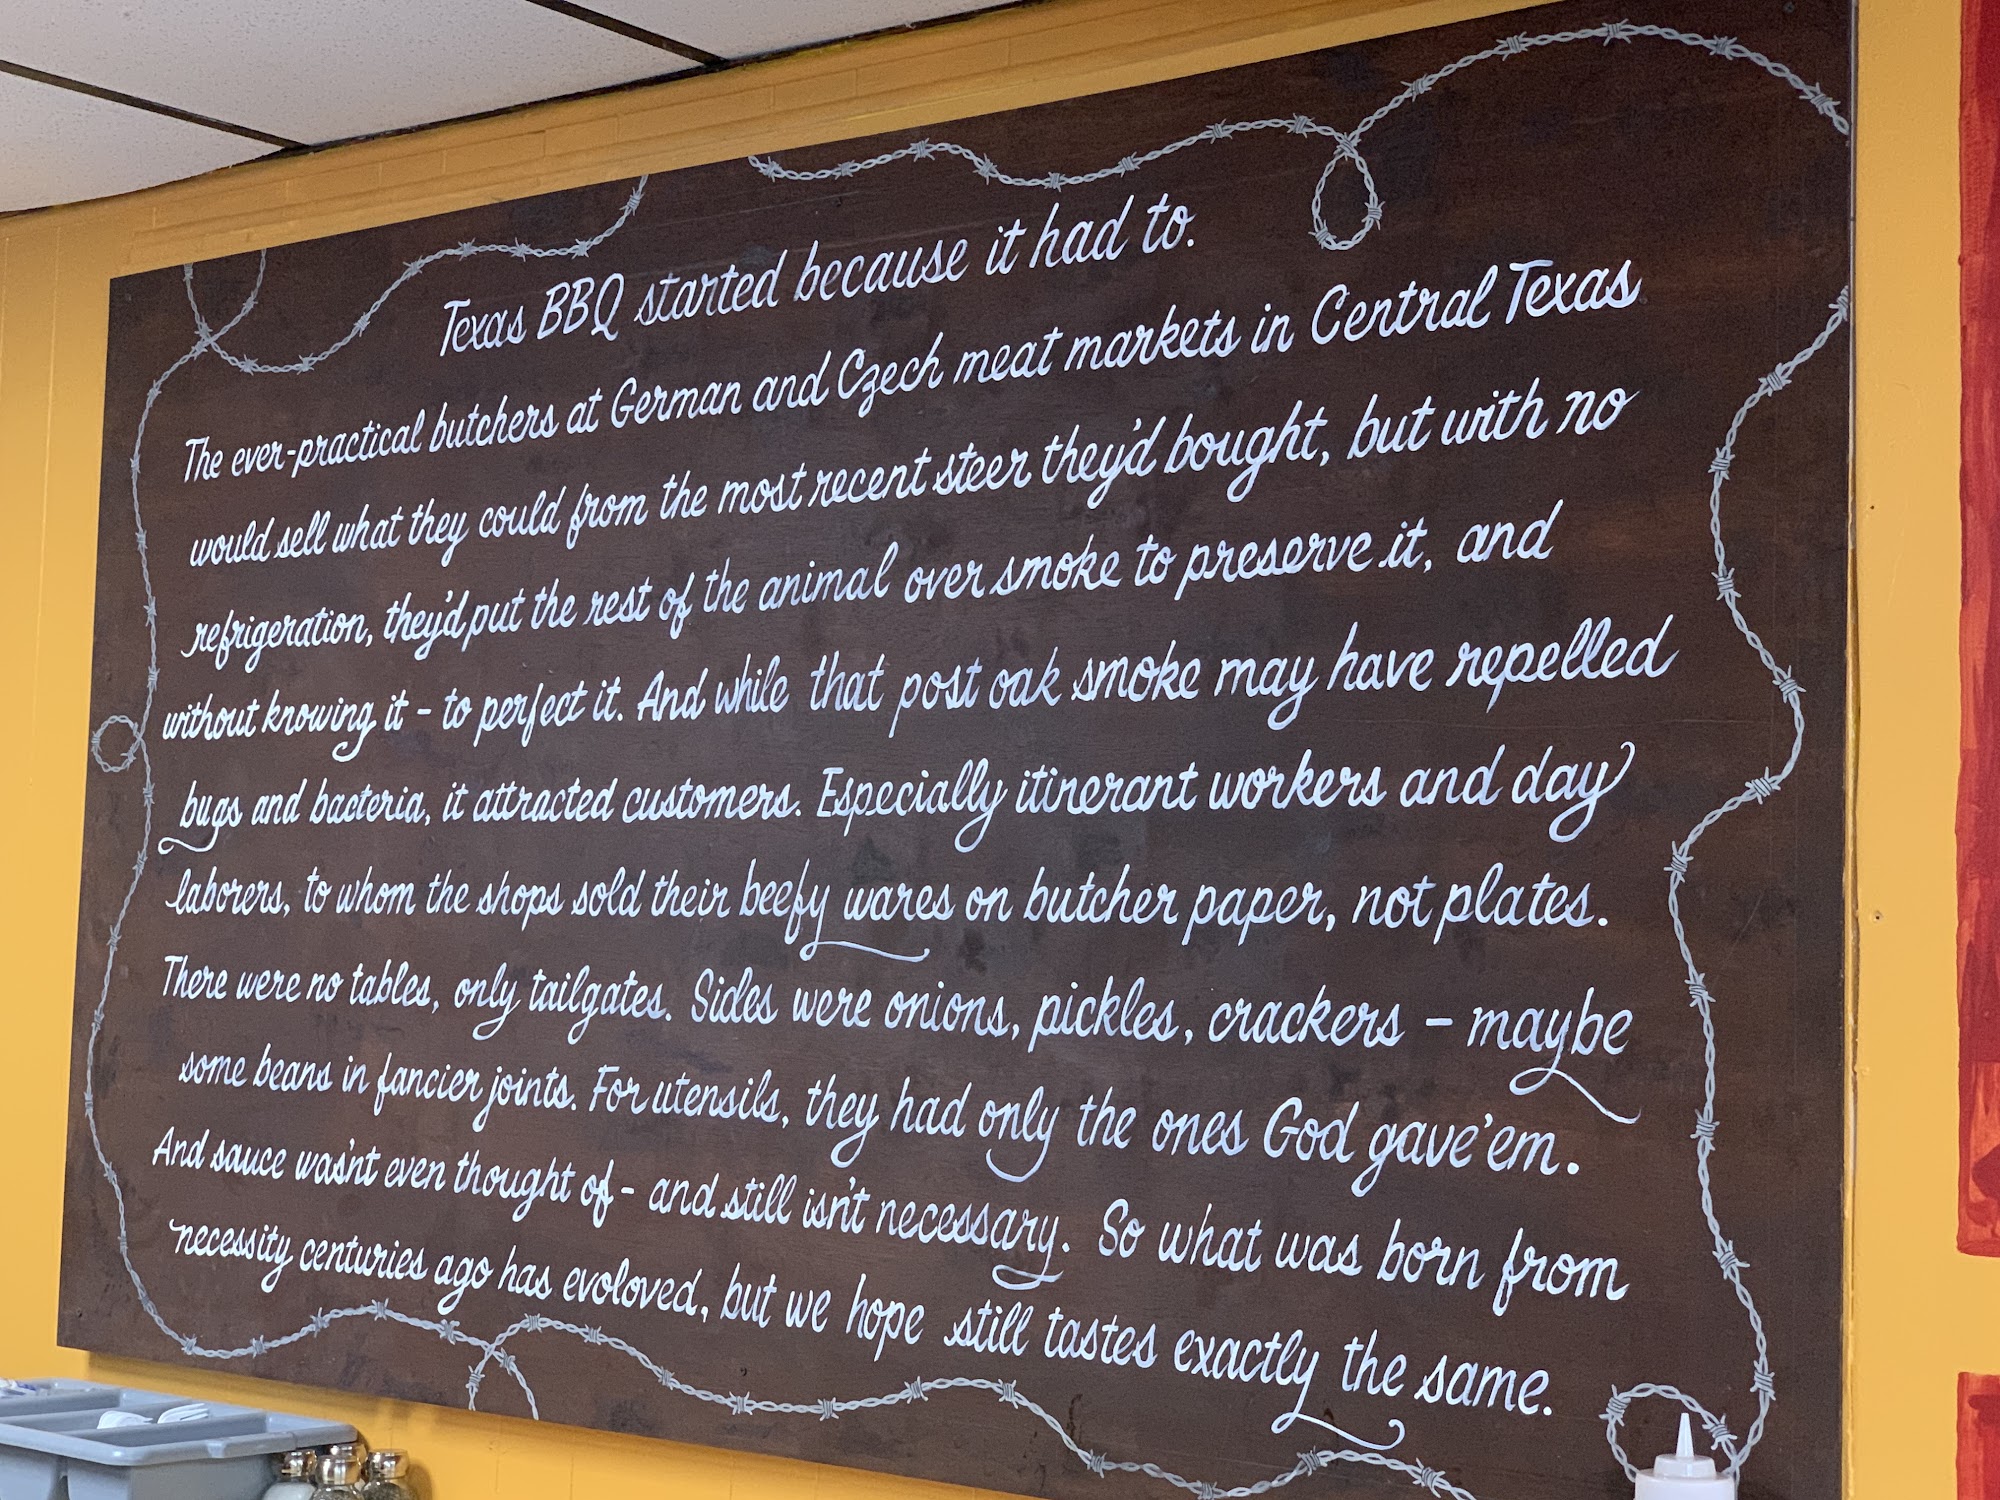 Texas BBQ started because it had to.
The ever-practical butchers at German and Czech meat markets in Central Texas
would sell what they could from the most recent steer they'd bought, but with no
refrigeration, they'd put the rest of the animal over smoke to preserve it, and
without knowing it - to perfect it. And while that post oak smoke may have repelled
bugs and bacteria, it attracted customers. Especially itinerant workers and day
laborers, to whom the shops sold their beefy wares on butcher paper, not plates.
There were no tables, only tailgates. Sides were onions, pickles, crackers - maybe
some beans in fancier joints. For utensils, they had only the ones God gave 'em.
And sauce wasn't even thought of - and still isn't necessary. So what was born from
necessity centuries ago has evoloved, but we hope still tastes exactly the same.